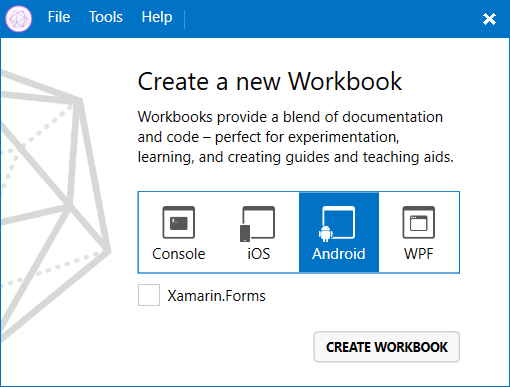 File Tools Help
Create a new Workbook
Workbooks provide a blend of documentation
and code – perfect for experimentation,
learning, and creating guides and teaching aids.
Console iOS Android WPF
Xamarin.Forms
CREATE WORKBOOK